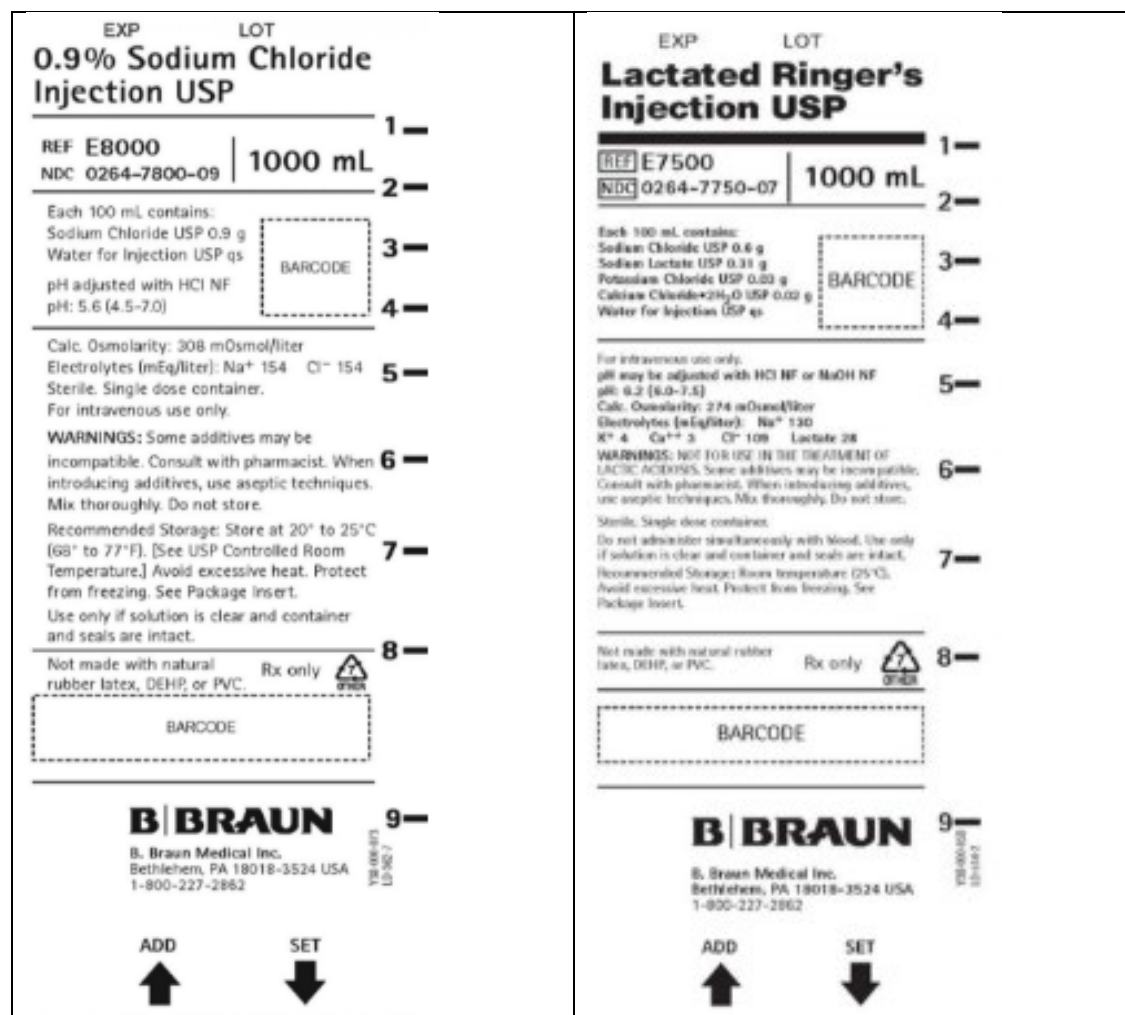 EXP LOT
0.9% Sodium Chloride
Injection USP
REF E8000
NDC 0264-7800-09
1000 mL
Each 100 mL contains:
Sodium Chloride USP 0.9 g
Water for Injection USP qs
pH adjusted with HCl NF
pH: 5.6 (4.5-7.0)
BARCODE
Calc. Osmolarity: 308 mOsmol/liter
Electrolytes (mEq/liter): Na+ 154 Cl− 154
Sterile. Single dose container.
For intravenous use only.
WARNINGS: Some additives may be
incompatible. Consult with pharmacist. When
introducing additives, use aseptic techniques.
Mix thoroughly. Do not store.
Recommended Storage: Store at 20° to 25°C
(68° to 77°F). [See USP Controlled Room
Temperature.] Avoid excessive heat. Protect
from freezing. See Package Insert.
Use only if solution is clear and container
and seals are intact.
Not made with natural
rubber latex, DEHP, or PVC.
Rx only
7
OTHER
BARCODE
B|BRAUN
B. Braun Medical Inc.
Bethlehem, PA 18018-3524 USA
1-800-227-2862
ADD SET
1
2
3
4
5
6
7
8
9
EXP LOT
Lactated Ringer's
Injection USP
REF E7500
NDC 0264-7750-07
1000 mL
Each 100 mL contains:
Sodium Chloride USP 0.6 g
Sodium Lactate USP 0.31 g
Potassium Chloride USP 0.03 g
Calcium Chloride•2H₂O USP 0.02 g
Water for Injection USP qs
BARCODE
For intravenous use only.
pH may be adjusted with HCl NF or NaOH NF
pH: 6.2 (6.0-7.5)
Calc. Osmolarity: 274 mOsmol/liter
Electrolytes (mEq/liter): Na+ 130
K+ 4 Ca++ 3 Cl− 109 Lactate 28
WARNINGS: NOT FOR USE IN THE TREATMENT OF
LACTIC ACIDOSIS. Some additives may be incompatible.
Consult with pharmacist. When introducing additives,
use aseptic techniques. Mix thoroughly. Do not store.
Sterile. Single dose container.
Do not administer simultaneously with blood. Use only
if solution is clear and container and seals are intact.
Recommended Storage: Room temperature (25°C).
Avoid excessive heat. Protect from freezing. See
Package Insert.
Not made with natural rubber
latex, DEHP, or PVC.
Rx only
7
OTHER
BARCODE
B|BRAUN
B. Braun Medical Inc.
Bethlehem, PA 18018-3524 USA
1-800-227-2862
ADD SET
1
2
3
4
5
6
7
8
9